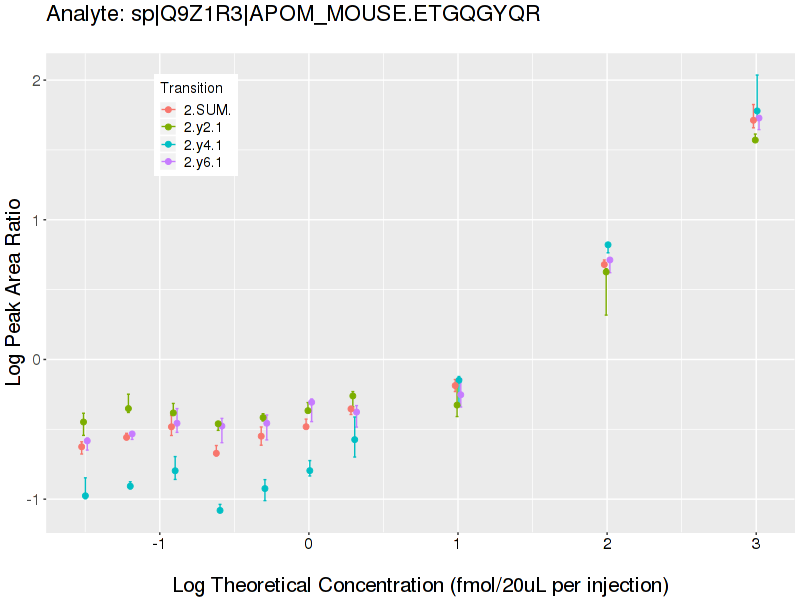 Analyte: sp|Q9Z1R3|APOM_MOUSE.ETGQGYQR
Transition
2.SUM.
2.y2.1
2.y4.1
2.y6.1
Log Peak Area Ratio
2
1
0
-1
-1 0 1 2 3
Log Theoretical Concentration (fmol/20uL per injection)